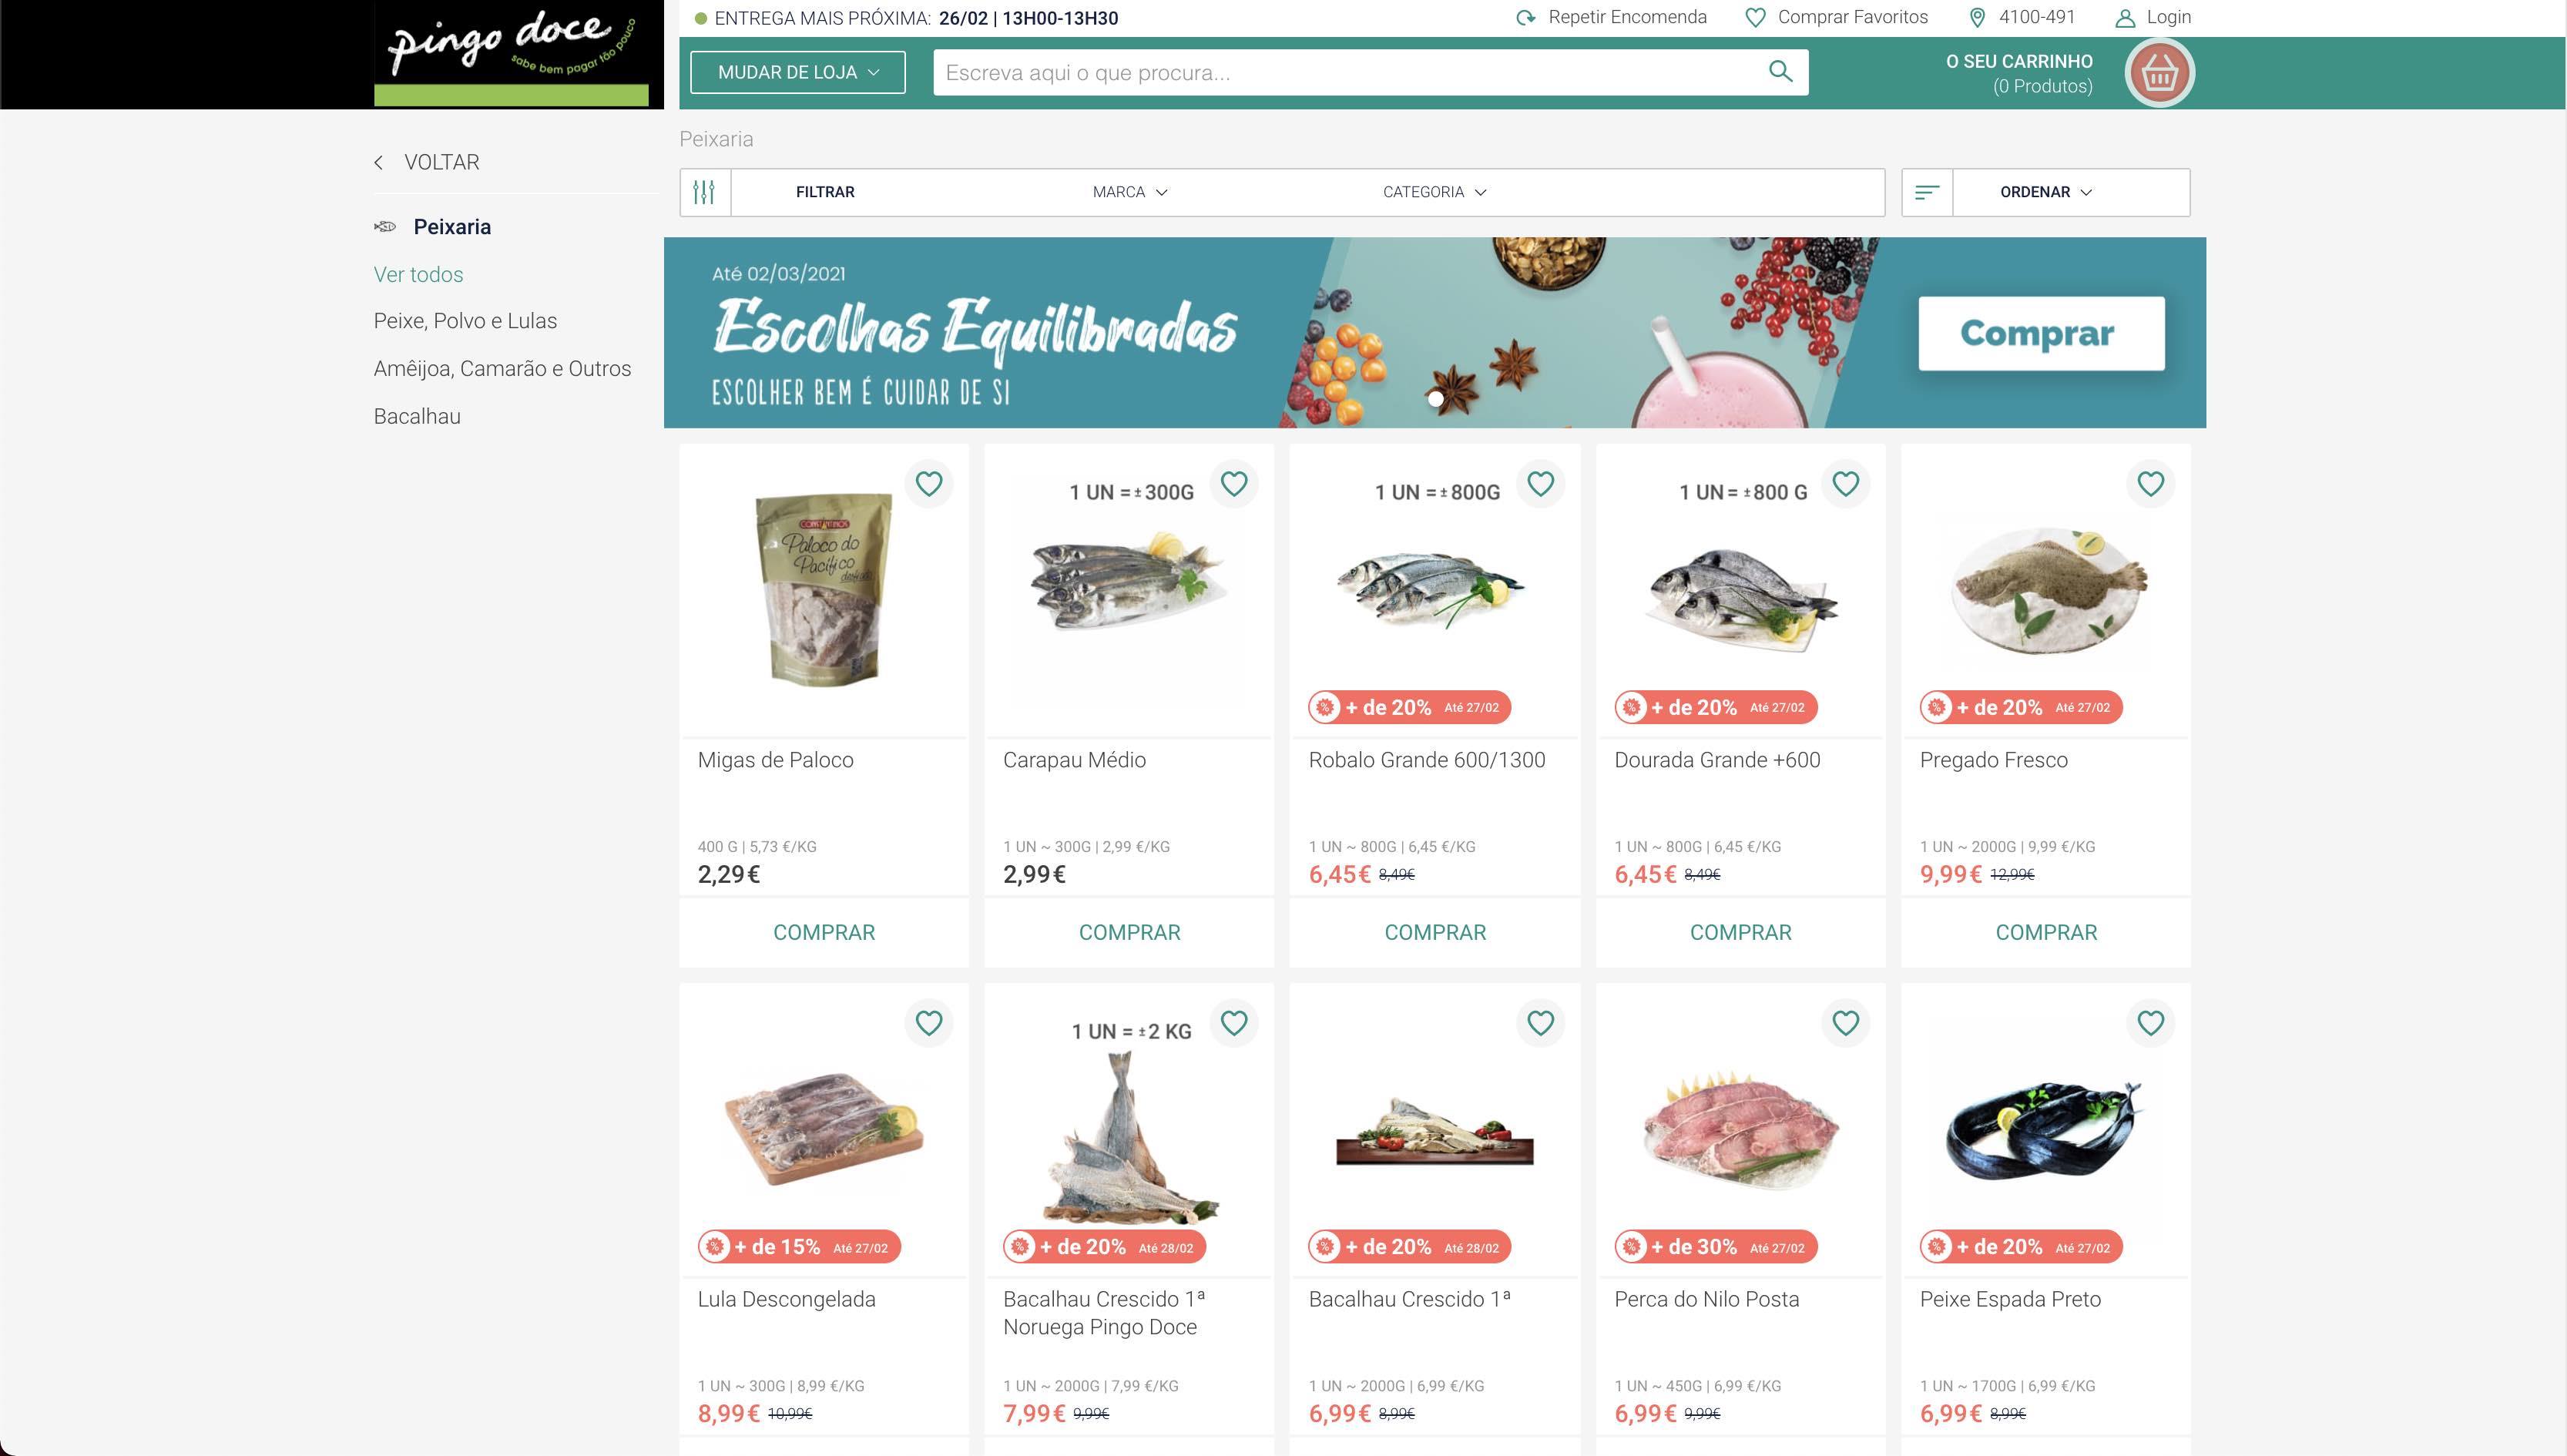 pingo doce
sabe bem pagar tão pouco
ENTREGA MAIS PRÓXIMA: 26/02 | 13H00-13H30
Repetir Encomenda
Comprar Favoritos
4100-491
Login
MUDAR DE LOJA
Escreva aqui o que procura...
O SEU CARRINHO
(0 Produtos)
VOLTAR
Peixaria
Ver todos
Peixe, Polvo e Lulas
Amêijoa, Camarão e Outros
Bacalhau
Peixaria
FILTRAR
MARCA
CATEGORIA
ORDENAR
Até 02/03/2021
Escolhas Equilibradas
ESCOLHER BEM É CUIDAR DE SI
Comprar
CONSTANTINOS
Paloco do
Pacífico
desfiado
Migas de Paloco
400 G | 5,73 €/KG
2,29€
COMPRAR
1 UN = ± 300G
Carapau Médio
1 UN ~ 300G | 2,99 €/KG
2,99€
COMPRAR
1 UN = ± 800G
% + de 20% Até 27/02
Robalo Grande 600/1300
1 UN ~ 800G | 6,45 €/KG
6,45€ 8,49€
COMPRAR
1 UN = ± 800 G
% + de 20% Até 27/02
Dourada Grande +600
1 UN ~ 800G | 6,45 €/KG
6,45€ 8,49€
COMPRAR
% + de 20% Até 27/02
Pregado Fresco
1 UN ~ 2000G | 9,99 €/KG
9,99€ 12,99€
COMPRAR
% + de 15% Até 27/02
Lula Descongelada
1 UN ~ 300G | 8,99 €/KG
8,99€ 10,99€
1 UN = ± 2 KG
% + de 20% Até 28/02
Bacalhau Crescido 1ª
Noruega Pingo Doce
1 UN ~ 2000G | 7,99 €/KG
7,99€ 9,99€
% + de 20% Até 28/02
Bacalhau Crescido 1ª
1 UN ~ 2000G | 6,99 €/KG
6,99€ 8,99€
% + de 30% Até 27/02
Perca do Nilo Posta
1 UN ~ 450G | 6,99 €/KG
6,99€ 9,99€
% + de 20% Até 27/02
Peixe Espada Preto
1 UN ~ 1700G | 6,99 €/KG
6,99€ 8,99€